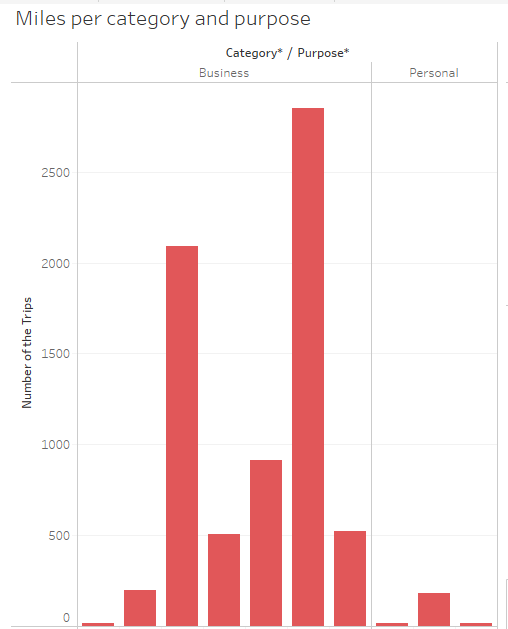 Miles per category and purpose
Category* / Purpose*
Business
Personal
2500
2000
1500
1000
500
0
Number of the Trips